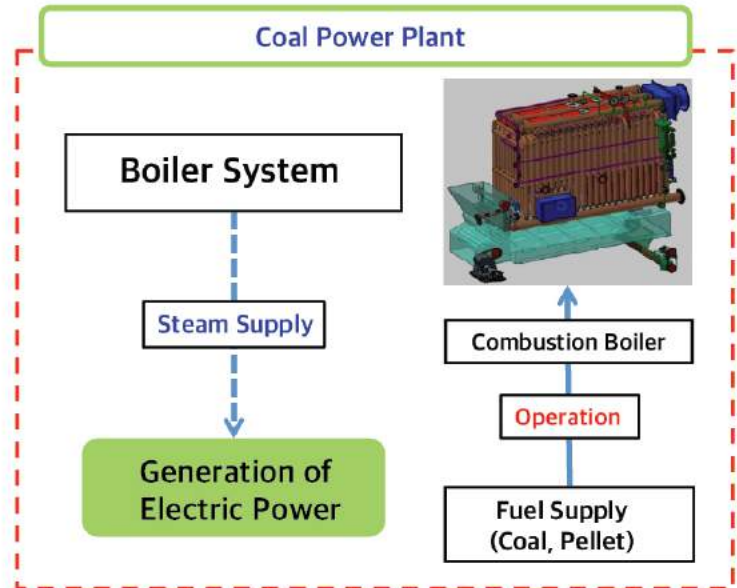 Coal Power Plant
Boiler System
Steam Supply
Generation of
Electric Power
Combustion Boiler
Operation
Fuel Supply
(Coal, Pellet)